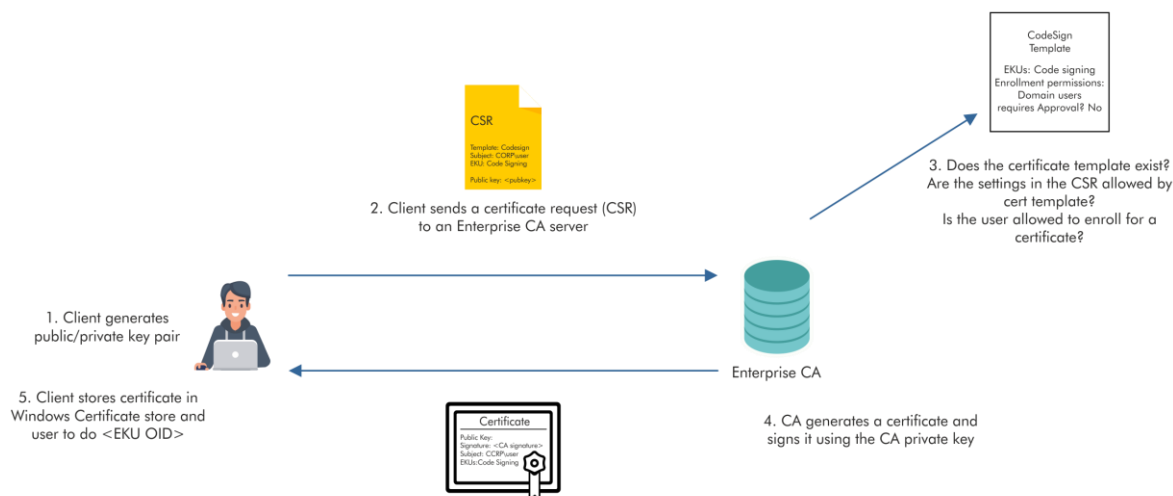 CodeSign
Template
EKUs: Code signing
Enrollment permissions:
Domain users
requires Approval? No
CSR
Template: Codesign
Subject: CORP\user
EKU: Code Signing
Public key: <pubkey>
2. Client sends a certificate request (CSR)
to an Enterprise CA server
3. Does the certificate template exist?
Are the settings in the CSR allowed by
cert template?
Is the user allowed to enroll for a
certificate?
1. Client generates
public/private key pair
Enterprise CA
5. Client stores certificate in
Windows Certificate store and
user to do <EKU OID>
4. CA generates a certificate and
signs it using the CA private key
Certificate
Public Key:
Signature: <CA signature>
Subject: CCRP\user
EKUs:Code Signing